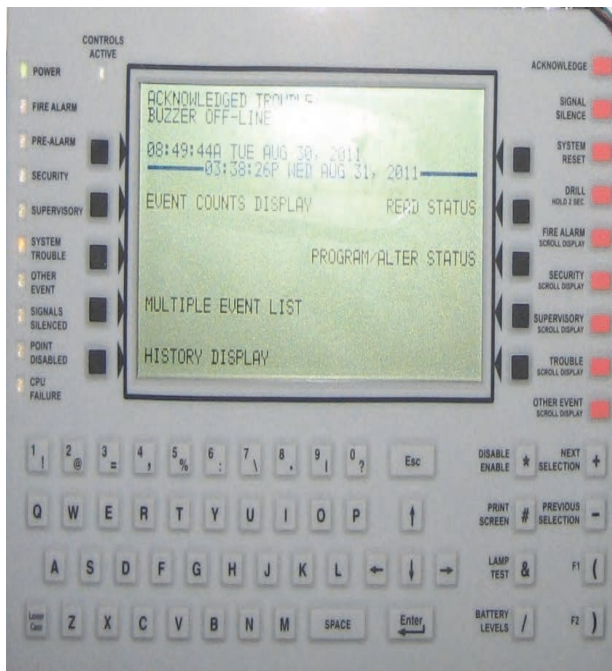 CONTROLS
ACTIVE
POWER
FIRE ALARM
PRE-ALARM
SECURITY
SUPERVISORY
SYSTEM
TROUBLE
OTHER
EVENT
SIGNALS
SILENCED
POINT
DISABLED
CPU
FAILURE
ACKNOWLEDGED TROUBLE
BUZZER OFF-LINE
08:49:44A TUE AUG 30, 2011
03:38:26P WED AUG 31, 2011
EVENT COUNTS DISPLAY READ STATUS
PROGRAM/ALTER STATUS
MULTIPLE EVENT LIST
HISTORY DISPLAY
ACKNOWLEDGE
SIGNAL
SILENCE
SYSTEM
RESET
DRILL
HOLD 2 SEC.
FIRE ALARM
SCROLL DISPLAY
SECURITY
SCROLL DISPLAY
SUPERVISORY
SCROLL DISPLAY
TROUBLE
SCROLL DISPLAY
OTHER EVENT
SCROLL DISPLAY
1 ! 2 @ 3 = 4 , 5 % 6 : 7 \ 8 . 9 | 0 ? Esc
DISABLE
ENABLE *
NEXT
SELECTION +
Q W E R T Y U I O P ↑
PRINT
SCREEN #
PREVIOUS
SELECTION -
A S D F G H J K L ← ↓ →
LAMP
TEST &
F1 (
Lower
Case Z X C V B N M SPACE Enter
BATTERY
LEVELS /
F2 )